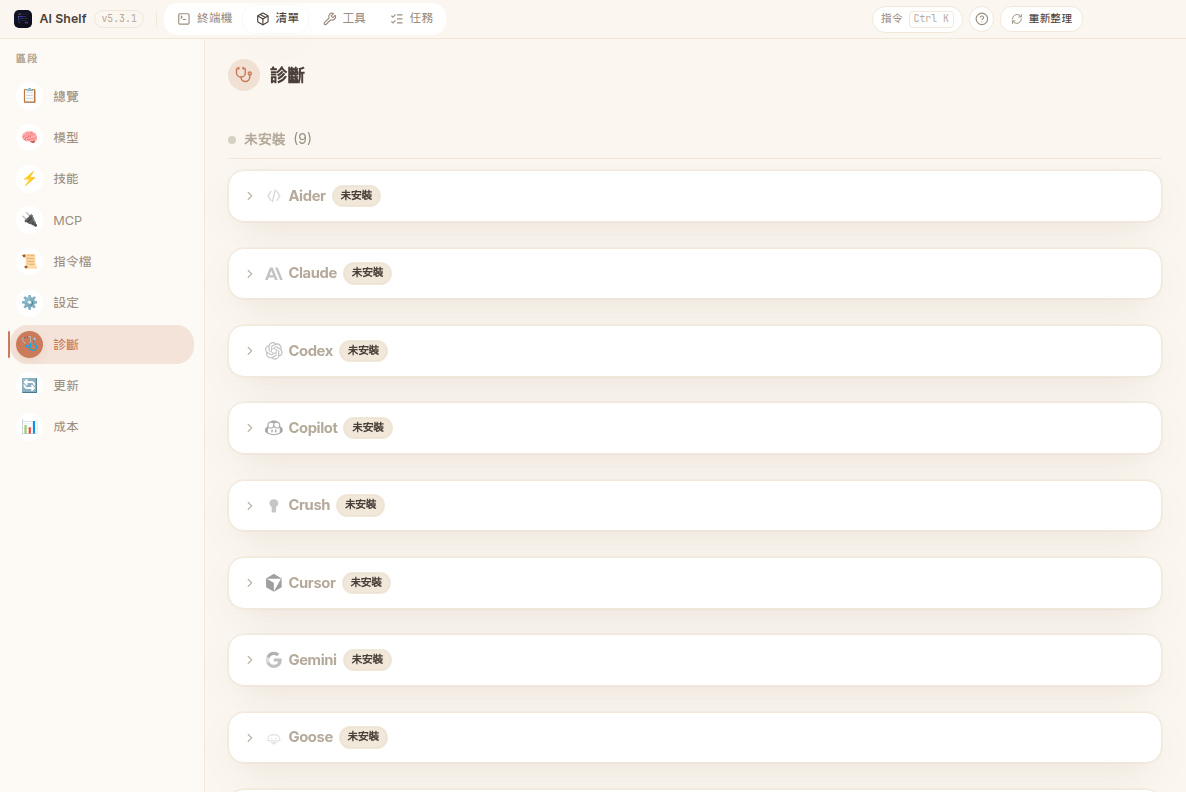 AI Shelf v5.3.1 終端機 清單 工具 任務 指令 Ctrl K 重新整理
區段
總覽
模型
技能
MCP
指令檔
設定
診斷
更新
成本
診斷
未安裝 (9)
Aider 未安裝
Claude 未安裝
Codex 未安裝
Copilot 未安裝
Crush 未安裝
Cursor 未安裝
Gemini 未安裝
Goose 未安裝